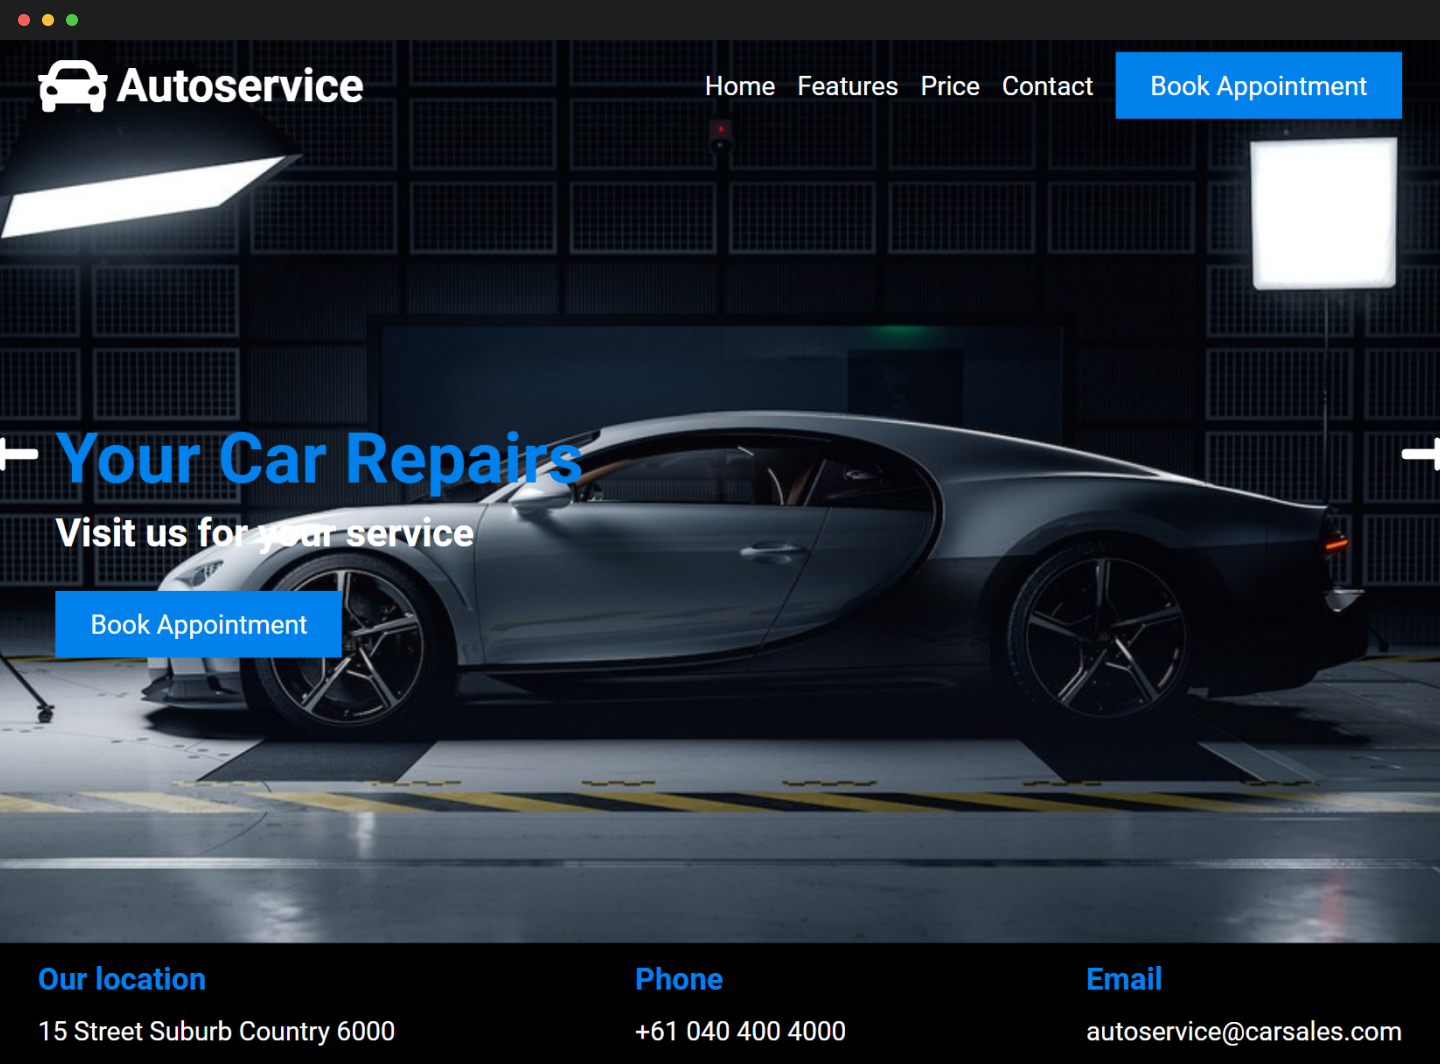 Autoservice
Home Features Price Contact Book Appointment
Your Car Repairs
Visit us for your service
Book Appointment
Our location Phone Email
15 Street Suburb Country 6000 +61 040 400 4000 autoservice@carsales.com